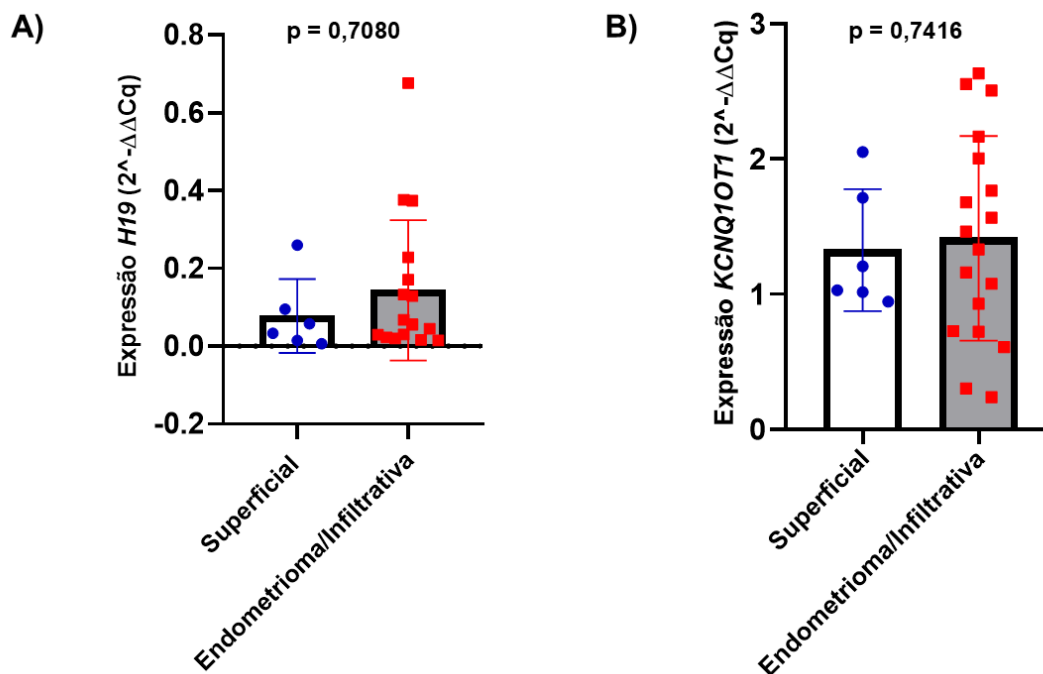 A)
p = 0,7080
Expressão H19 (2^-ΔΔCq)
0.8
0.6
0.4
0.2
0.0
-0.2
Superficial
Endometrioma/Infiltrativa
B)
p = 0,7416
Expressão KCNQ1OT1 (2^-ΔΔCq)
3
2
1
0
Superficial
Endometrioma/Infiltrativa